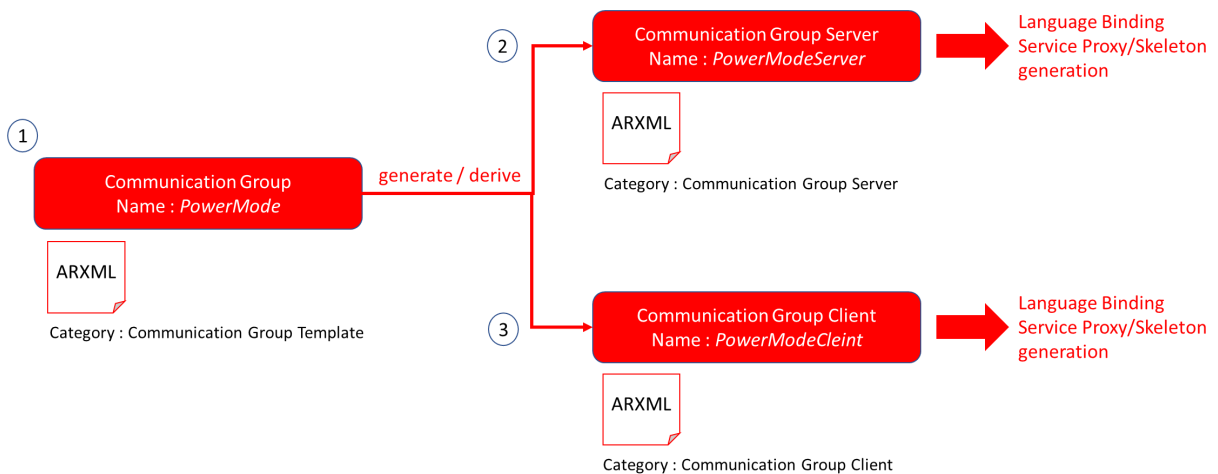 1
Communication Group
Name : PowerMode
ARXML
Category : Communication Group Template
generate / derive
2
Communication Group Server
Name : PowerModeServer
ARXML
Category : Communication Group Server
Language Binding
Service Proxy/Skeleton
generation
3
Communication Group Client
Name : PowerModeCleint
ARXML
Category : Communication Group Client
Language Binding
Service Proxy/Skeleton
generation